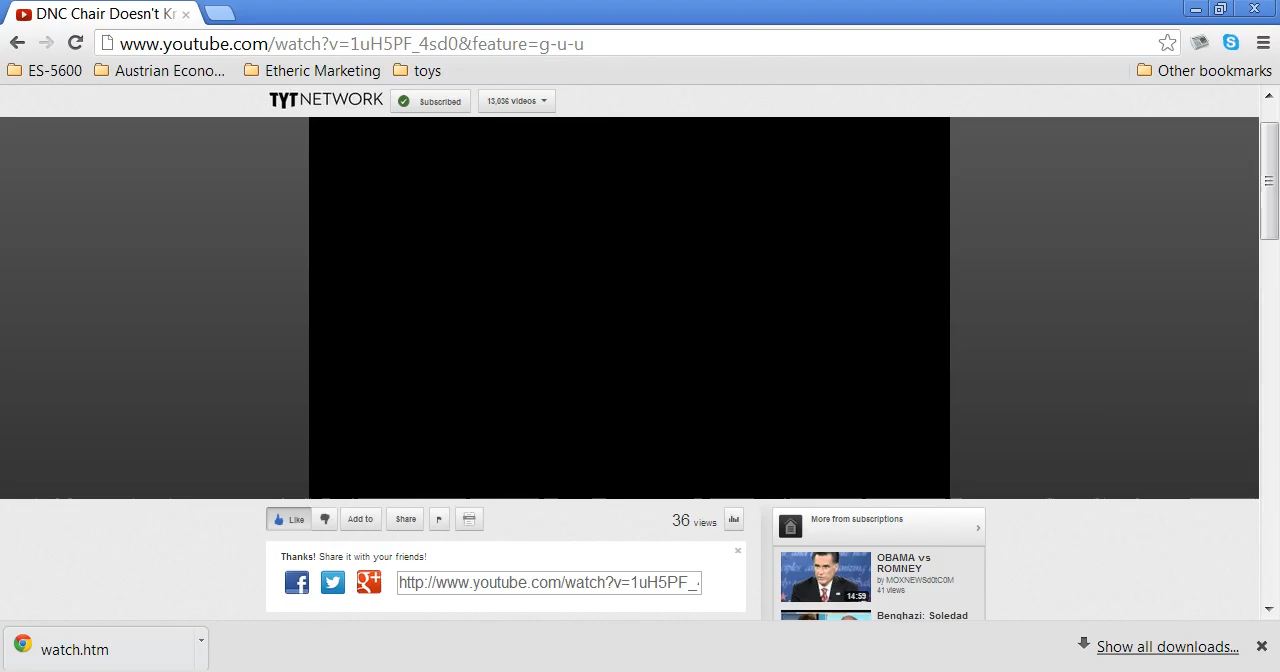 DNC Chair Doesn't Kr
www.youtube.com/watch?v=1uH5PF_4sd0&feature=g-u-u
ES-5600 Austrian Econo... Etheric Marketing toys Other bookmarks
TYTNETWORK Subscribed 13,036 videos
Like Add to Share 36 views
More from subscriptions
Thanks! Share it with your friends!
http://www.youtube.com/watch?v=1uH5PF_
OBAMA vs
ROMNEY
by MOXNEWSd0tC0M
41 views
14:59
Benghazi: Soledad
watch.htm Show all downloads...